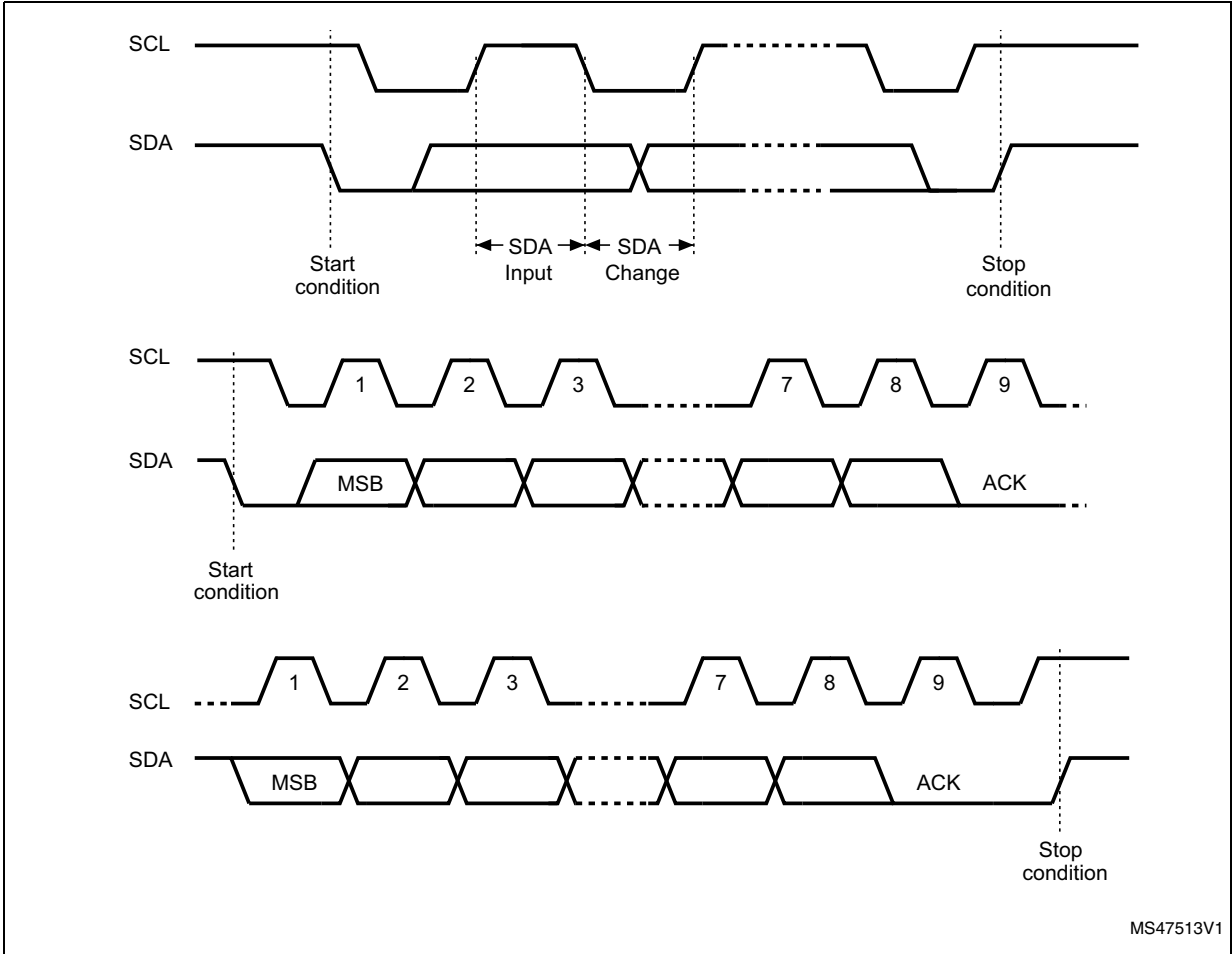 SCL
SDA
SDA
Input
SDA
Change
Start
condition
Stop
condition
SCL
1 2 3 7 8 9
SDA
MSB ACK
Start
condition
1 2 3 7 8 9
SCL
SDA
MSB ACK
Stop
condition
MS47513V1